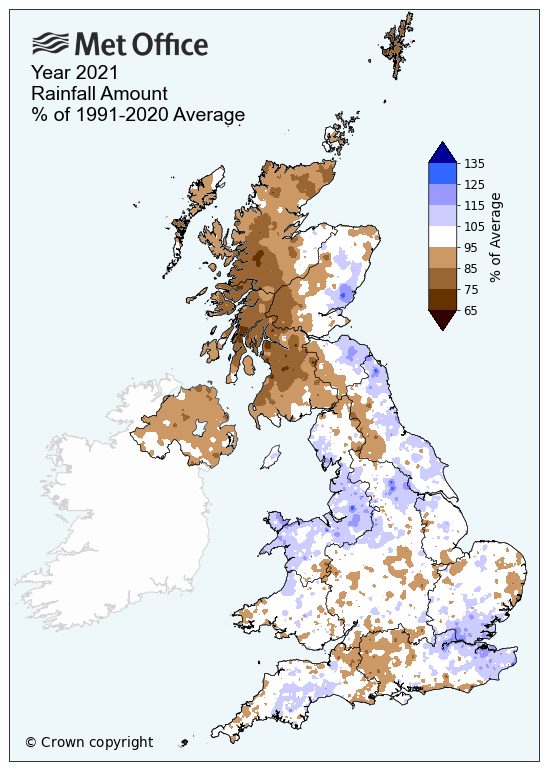 Met Office
Year 2021
Rainfall Amount
% of 1991-2020 Average
135
125
115
105
95
85
75
65
% of Average
© Crown copyright